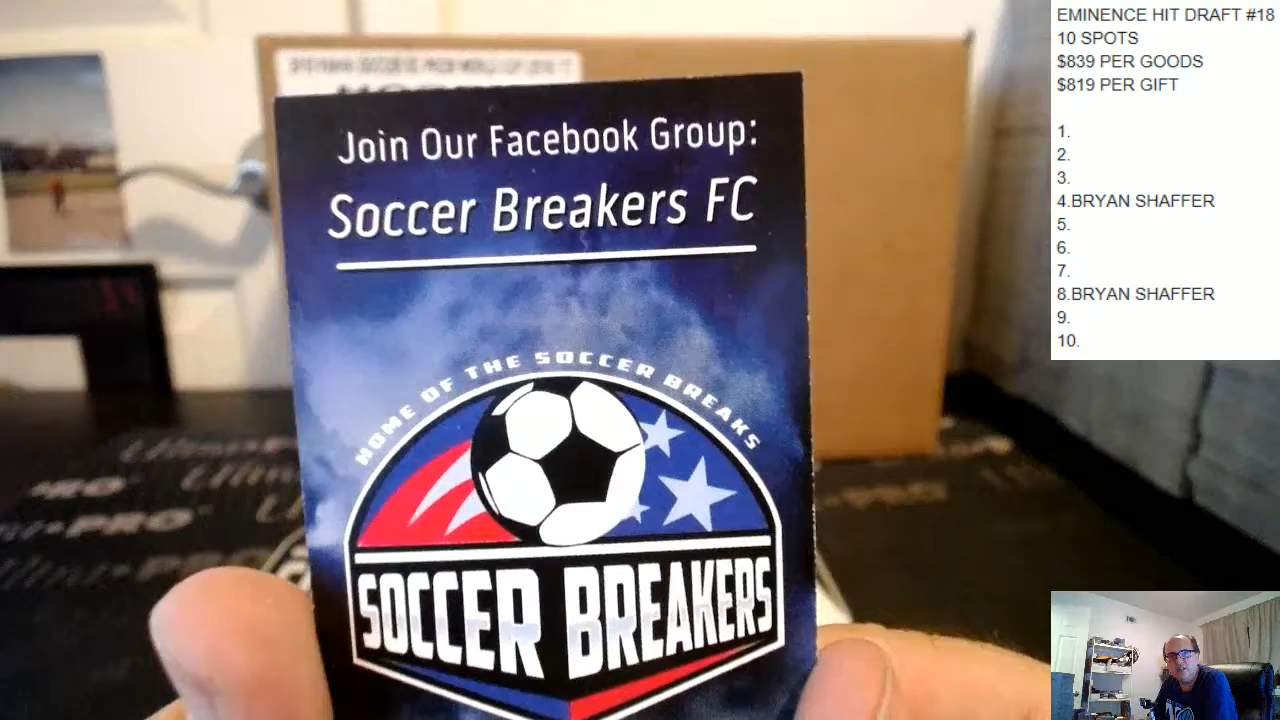 Join Our Facebook Group:
Soccer Breakers FC
HOME OF THE SOCCER BREAKS
SOCCER BREAKERS
EMINENCE HIT DRAFT #18
10 SPOTS
$839 PER GOODS
$819 PER GIFT
1.
2.
3.
4.BRYAN SHAFFER
5.
6.
7.
8.BRYAN SHAFFER
9.
10.
PRO